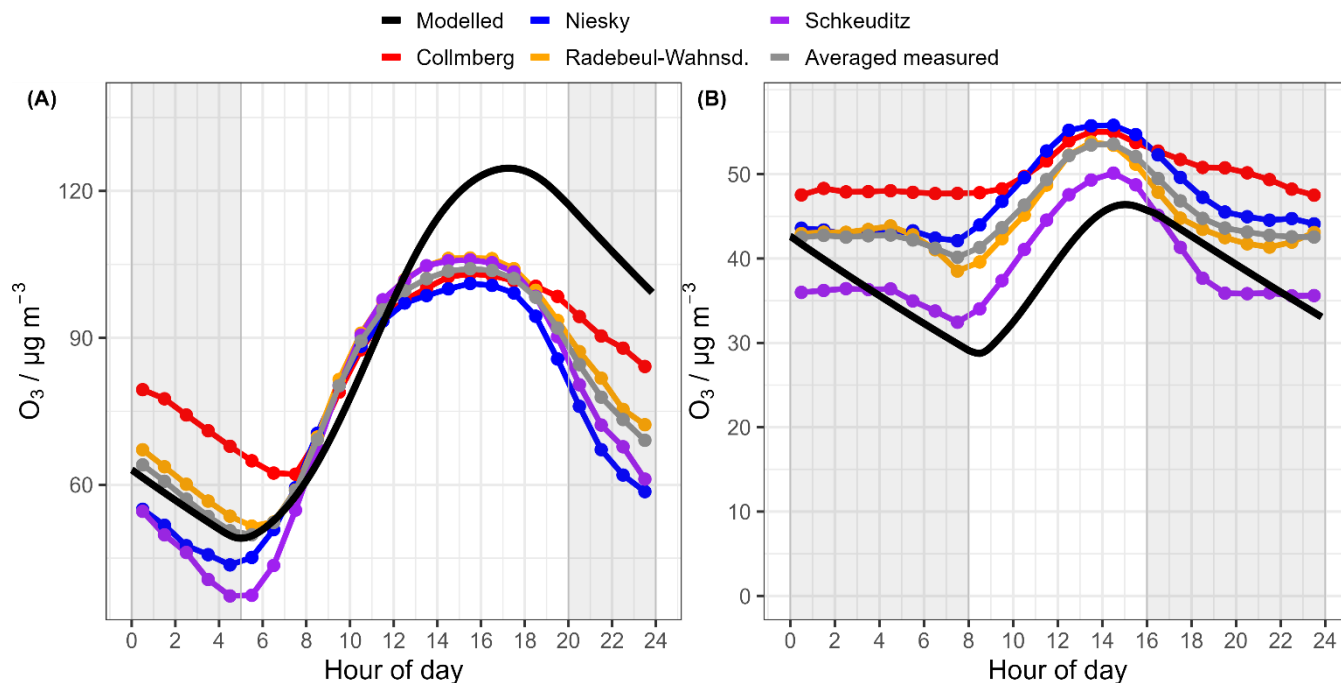 Modelled Niesky Schkeuditz
Collmberg Radebeul-Wahnsd. Averaged measured
(A)
120
90
60
O₃ / µg m⁻³
0 2 4 6 8 10 12 14 16 18 20 22 24
Hour of day
(B)
50
40
30
20
10
0
O₃ / µg m⁻³
0 2 4 6 8 10 12 14 16 18 20 22 24
Hour of day